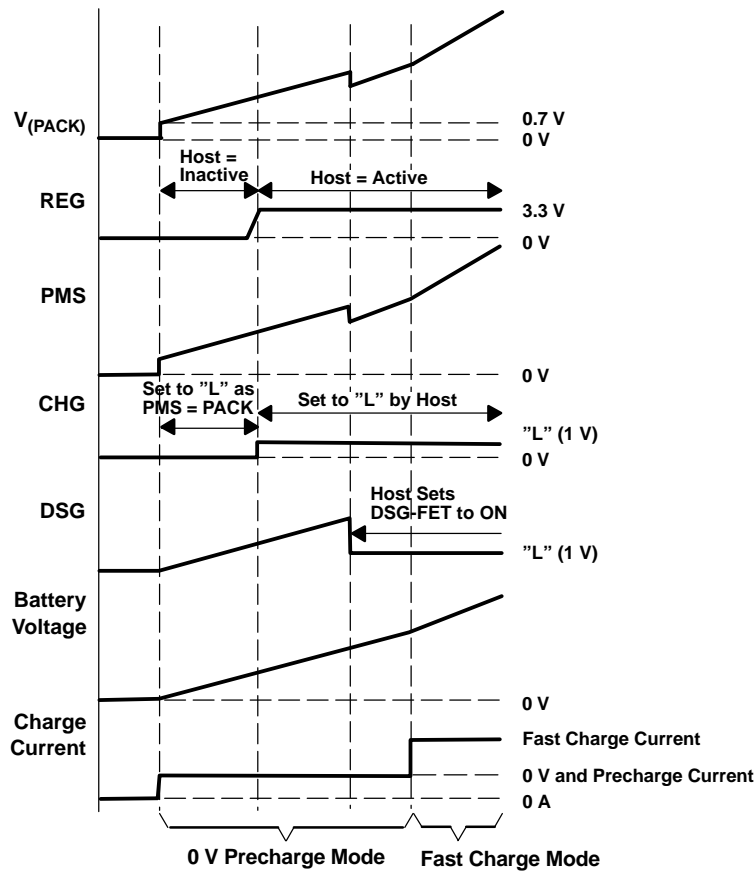 V(PACK)
0.7 V
0 V
Host =
Inactive
Host = Active
REG
3.3 V
0 V
PMS
0 V
Set to ”L” as
PMS = PACK
Set to ”L” by Host
CHG
”L” (1 V)
0 V
Host Sets
DSG-FET to ON
DSG
”L” (1 V)
Battery
Voltage
0 V
Charge
Current
Fast Charge Current
0 V and Precharge Current
0 A
0 V Precharge Mode
Fast Charge Mode